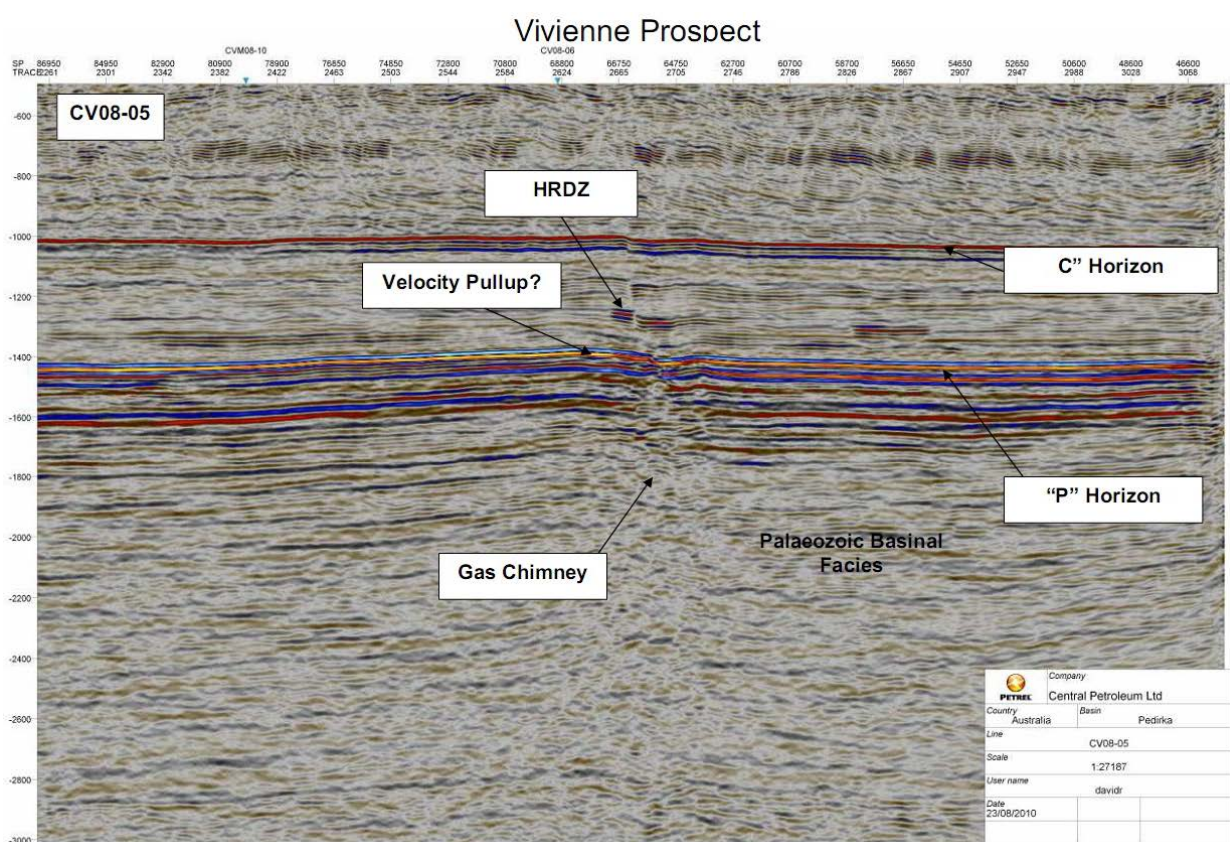 Vivienne Prospect
CVM08-10 CV08-06
SP 86950 84950 82900 80900 78900 76850 74850 72800 70800 68800 66750 64750 62700 60700 58700 56650 54650 52650 50600 48600 46600
TRACE 2261 2301 2342 2382 2422 2463 2503 2544 2584 2624 2665 2705 2746 2786 2826 2867 2907 2947 2988 3028 3068
CV08-05
-600
-800
HRDZ
-1000
C” Horizon
Velocity Pullup?
-1200
-1400
“P” Horizon
-1600
-1800
-2000
Palaeozoic Basinal
Facies
Gas Chimney
-2200
-2400
-2600
-2800
-3000
PETREL
Company
Central Petroleum Ltd
Country Basin
Australia Pedirka
Line
CV08-05
Scale
1:27187
User name
davidr
Date
23/08/2010